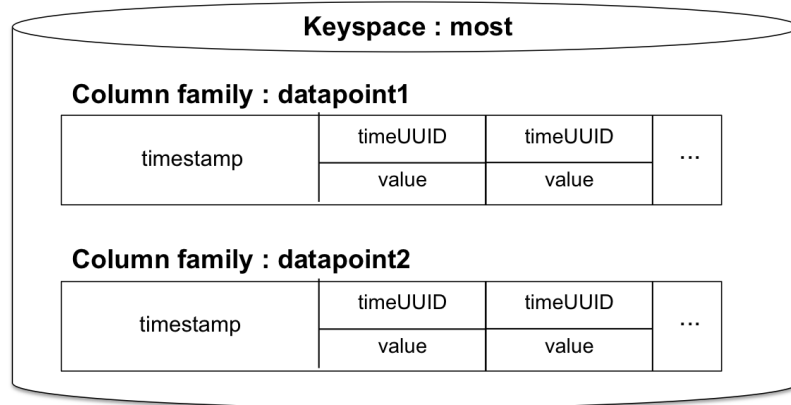 Keyspace : most
Column family : datapoint1
timestamp
timeUUID
timeUUID
...
value
value
Column family : datapoint2
timestamp
timeUUID
timeUUID
...
value
value